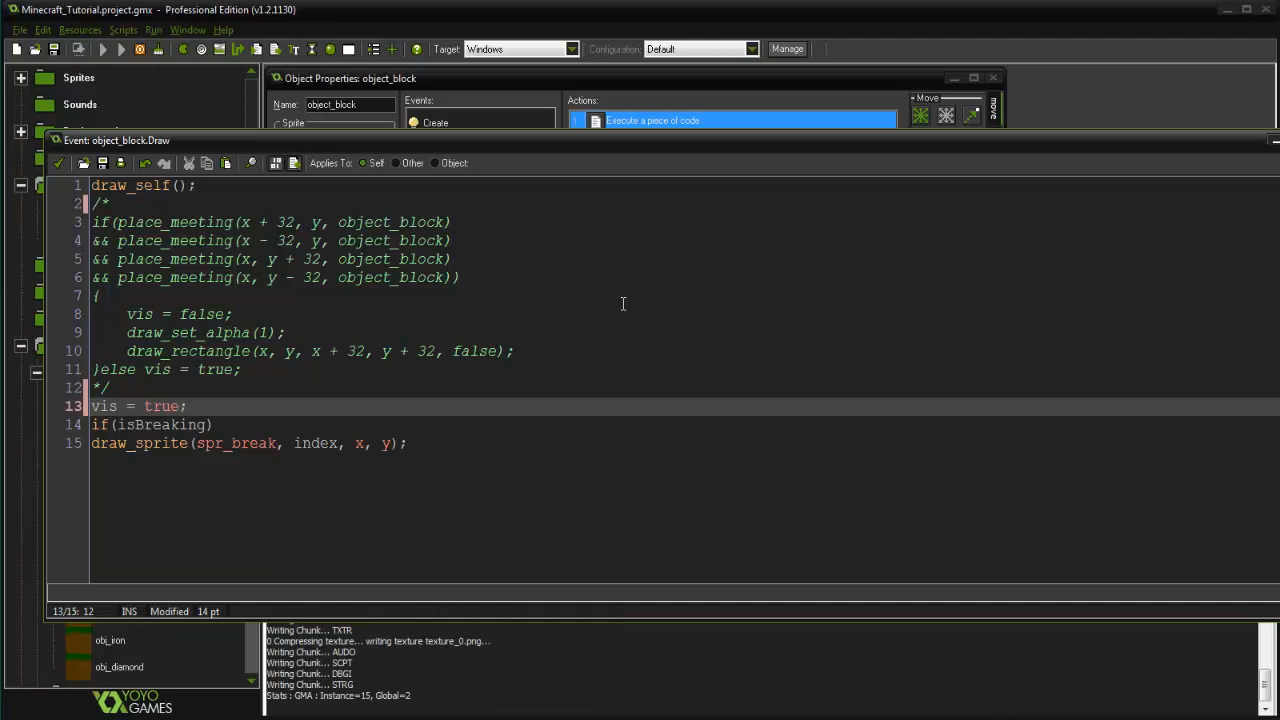 Minecraft_Tutorial.project.gmx - Professional Edition (v1.2.1130)
File Edit Resources Scripts Run Window Help
Target: Windows Configuration: Default Manage
Sprites
Sounds
Object Properties: object_block
Name: object_block Events: Actions: Move
Sprite Create 1 Execute a piece of code move
Event: object_block.Draw
Applies To: Self Other Object:
1 draw_self();
2 /*
3 if(place_meeting(x + 32, y, object_block)
4 && place_meeting(x - 32, y, object_block)
5 && place_meeting(x, y + 32, object_block)
6 && place_meeting(x, y - 32, object_block))
7 {
8 vis = false;
9 draw_set_alpha(1);
10 draw_rectangle(x, y, x + 32, y + 32, false);
11 }else vis = true;
12 */
13 vis = true;
14 if(isBreaking)
15 draw_sprite(spr_break, index, x, y);
13/15: 12 INS Modified 14 pt
obj_iron
obj_diamond
Writing Chunk... TXTR
0 Compressing texture... writing texture texture_0.png...
Writing Chunk... AUDO
Writing Chunk... SCPT
Writing Chunk... DBGI
Writing Chunk... STRG
Stats : GMA : Instance=15, Global=2
YOYO
GAMES